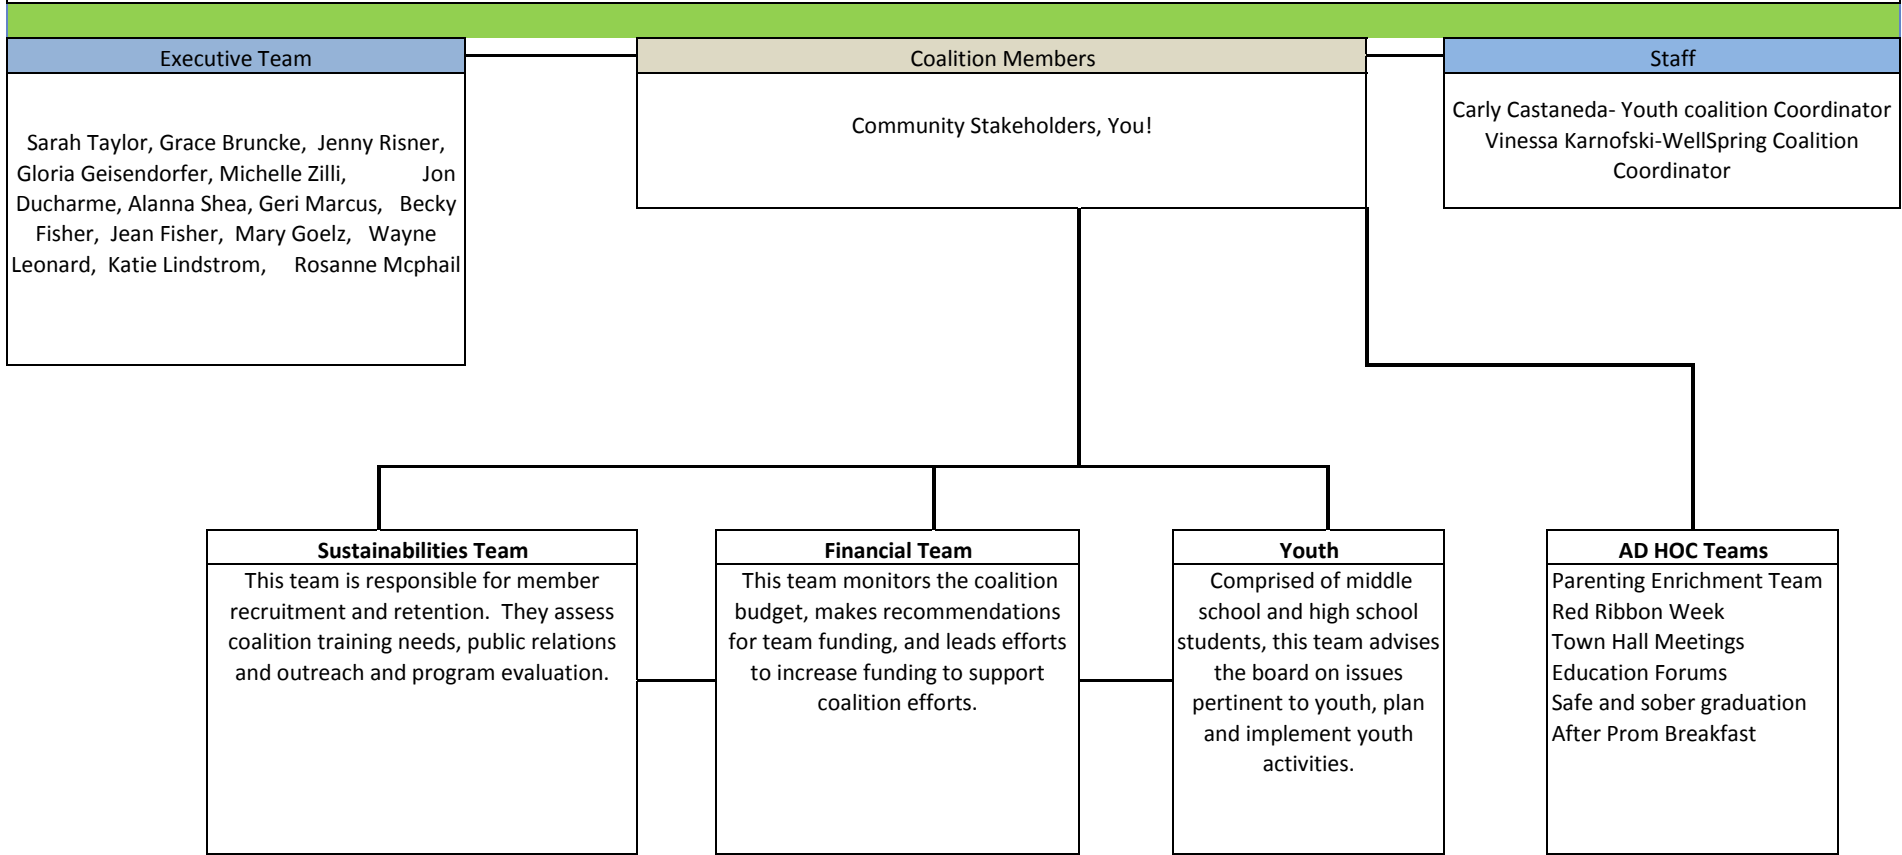 Executive Team
Sarah Taylor, Grace Bruncke, Jenny Risner,
Gloria Geisendorfer, Michelle Zilli, Jon
Ducharme, Alanna Shea, Geri Marcus, Becky
Fisher, Jean Fisher, Mary Goelz, Wayne
Leonard, Katie Lindstrom, Rosanne Mcphail
Coalition Members
Community Stakeholders, You!
Staff
Carly Castaneda- Youth coalition Coordinator
Vinessa Karnofski-WellSpring Coalition
Coordinator
Sustainabilities Team
This team is responsible for member
recruitment and retention. They assess
coalition training needs, public relations
and outreach and program evaluation.
Financial Team
This team monitors the coalition
budget, makes recommendations
for team funding, and leads efforts
to increase funding to support
coalition efforts.
Youth
Comprised of middle
school and high school
students, this team advises
the board on issues
pertinent to youth, plan
and implement youth
activities.
AD HOC Teams
Parenting Enrichment Team
Red Ribbon Week
Town Hall Meetings
Education Forums
Safe and sober graduation
After Prom Breakfast